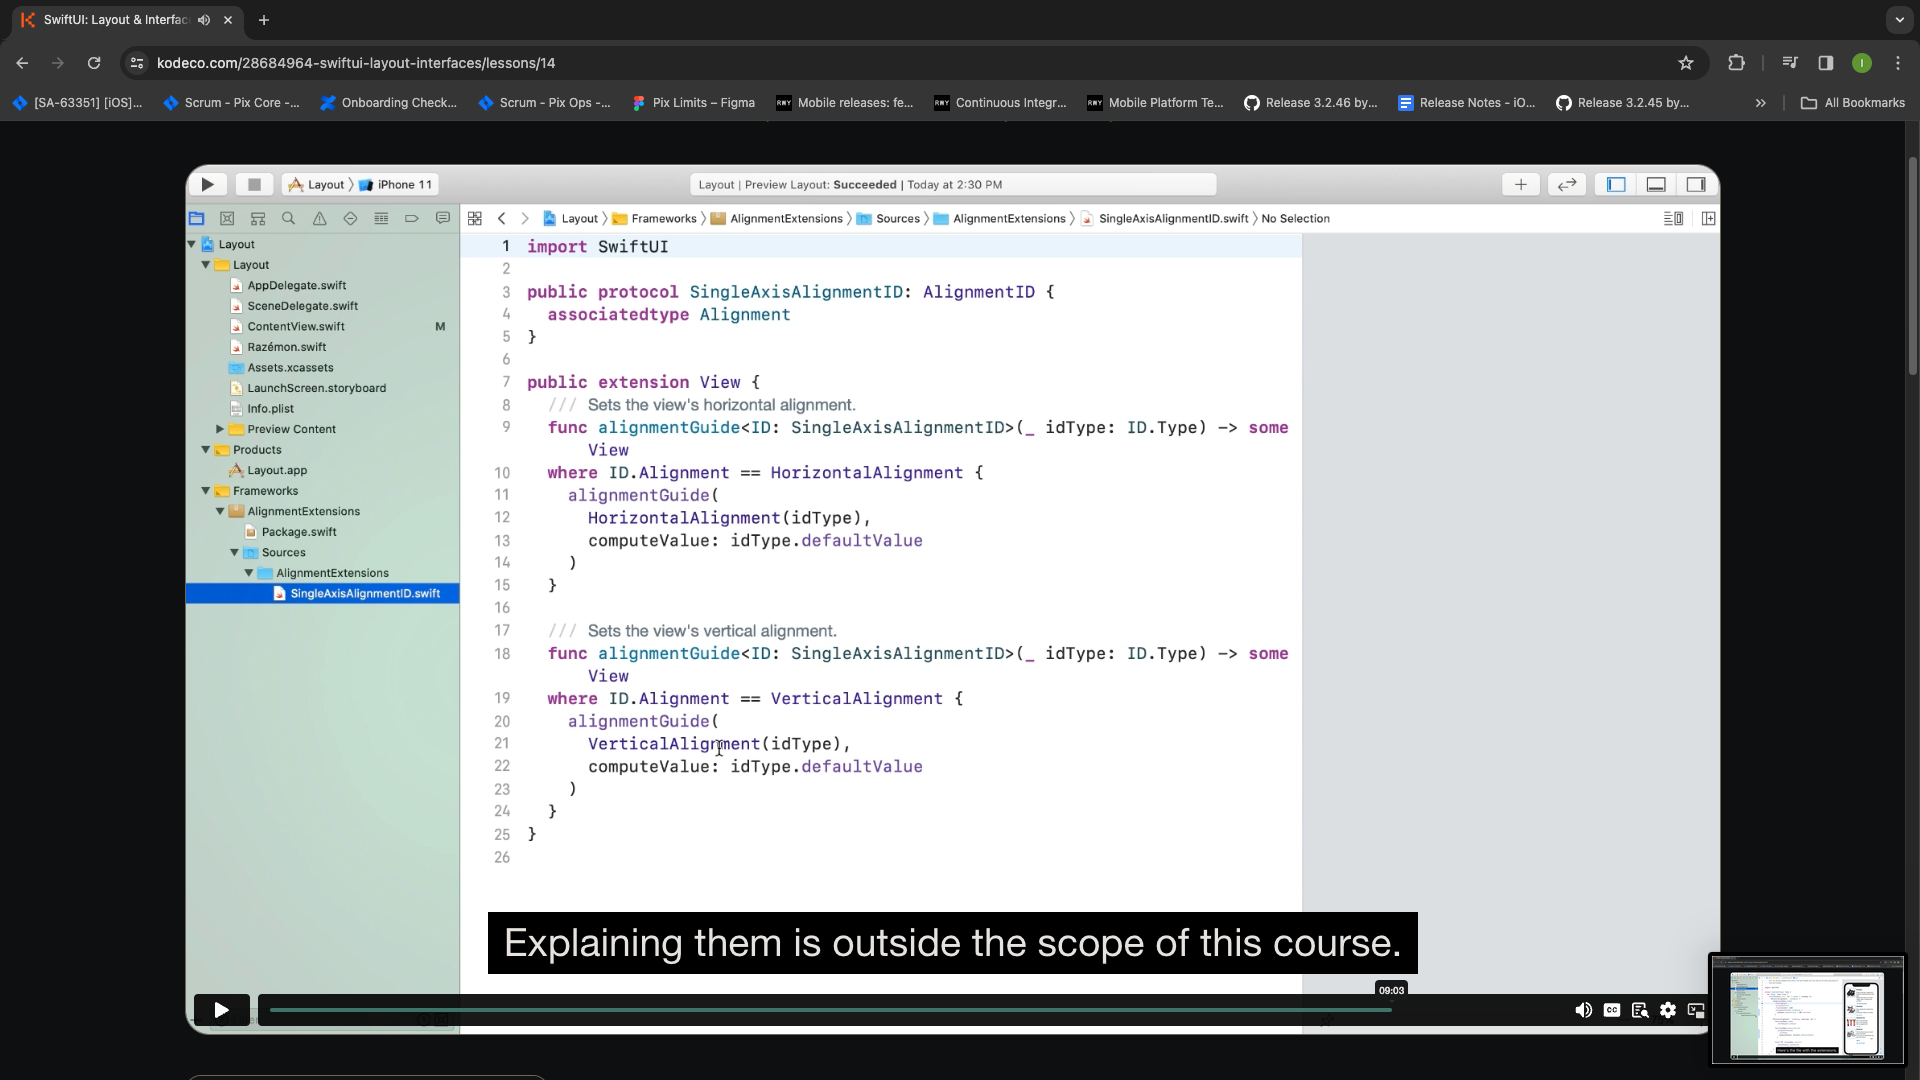 SwiftUI: Layout & Interfac
kodeco.com/28684964-swiftui-layout-interfaces/lessons/14
[SA-63351] [iOS]...
Scrum - Pix Core -...
Onboarding Check...
Scrum - Pix Ops -...
Pix Limits – Figma
Mobile releases: fe...
Continuous Integr...
Mobile Platform Te...
Release 3.2.46 by...
Release Notes - iO...
Release 3.2.45 by...
»
All Bookmarks
Layout
iPhone 11
Layout | Preview Layout: Succeeded | Today at 2:30 PM
Layout
Frameworks
AlignmentExtensions
Sources
AlignmentExtensions
SingleAxisAlignmentID.swift
No Selection
Layout
Layout
AppDelegate.swift
SceneDelegate.swift
ContentView.swift M
Razémon.swift
Assets.xcassets
LaunchScreen.storyboard
Info.plist
Preview Content
Products
Layout.app
Frameworks
AlignmentExtensions
Package.swift
Sources
AlignmentExtensions
SingleAxisAlignmentID.swift
1 import SwiftUI
2
3 public protocol SingleAxisAlignmentID: AlignmentID {
4 associatedtype Alignment
5 }
6
7 public extension View {
8 /// Sets the view's horizontal alignment.
9 func alignmentGuide<ID: SingleAxisAlignmentID>(_ idType: ID.Type) -> some
View
10 where ID.Alignment == HorizontalAlignment {
11 alignmentGuide(
12 HorizontalAlignment(idType),
13 computeValue: idType.defaultValue
14 )
15 }
16
17 /// Sets the view's vertical alignment.
18 func alignmentGuide<ID: SingleAxisAlignmentID>(_ idType: ID.Type) -> some
View
19 where ID.Alignment == VerticalAlignment {
20 alignmentGuide(
21 VerticalAlignment(idType),
22 computeValue: idType.defaultValue
23 )
24 }
25 }
26
Explaining them is outside the scope of this course.
09:03
CC